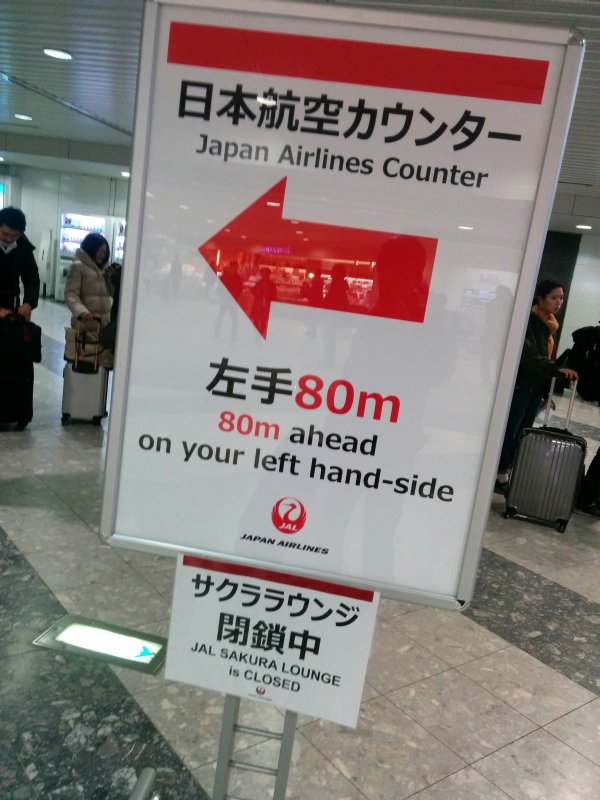 日本航空カウンター
Japan Airlines Counter
左手80m
80m ahead
on your left hand-side
JAL
JAPAN AIRLINES
サクララウンジ
閉鎖中
JAL SAKURA LOUNGE
is CLOSED